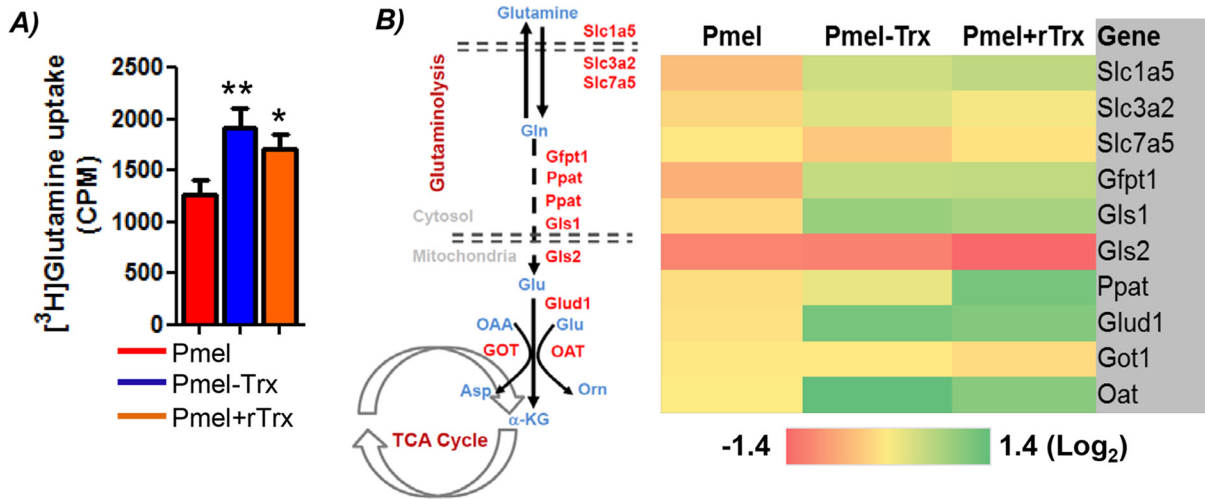 A)
[³H]Glutamine uptake
(CPM)
2500
2000
1500
1000
500
0
**
*
Pmel
Pmel-Trx
Pmel+rTrx
B)
Glutamine
Slc1a5
Slc3a2
Slc7a5
Glutaminolysis
Gln
Gfpt1
Ppat
Ppat
Cytosol
Gls1
Mitochondria
Gls2
Glu
Glud1
OAA
Glu
GOT
OAT
Asp
Orn
α-KG
TCA Cycle
Pmel Pmel-Trx Pmel+rTrx Gene
Slc1a5
Slc3a2
Slc7a5
Gfpt1
Gls1
Gls2
Ppat
Glud1
Got1
Oat
-1.4 1.4 (Log₂)